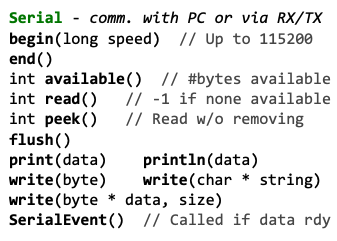 Serial - comm. with PC or via RX/TX
begin(long speed)  // Up to 115200
end()
int available()  // #bytes available
int read()   // -1 if none available
int peek()   // Read w/o removing
flush()
print(data)    println(data)
write(byte)    write(char * string)
write(byte * data, size)
SerialEvent()  // Called if data rdy